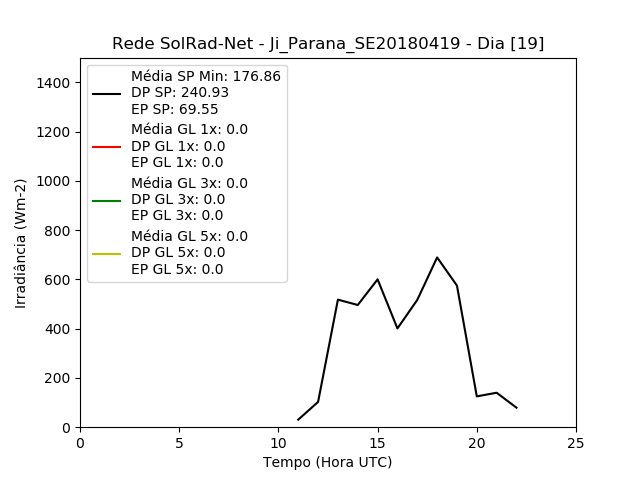 Rede SolRad-Net - Ji_Parana_SE20180419 - Dia [19]
Média SP Min: 176.86
DP SP: 240.93
EP SP: 69.55
Média GL 1x: 0.0
DP GL 1x: 0.0
EP GL 1x: 0.0
Média GL 3x: 0.0
DP GL 3x: 0.0
EP GL 3x: 0.0
Média GL 5x: 0.0
DP GL 5x: 0.0
EP GL 5x: 0.0
Irradiância (Wm-2)
1400
1200
1000
800
600
400
200
0
0 5 10 15 20 25
Tempo (Hora UTC)